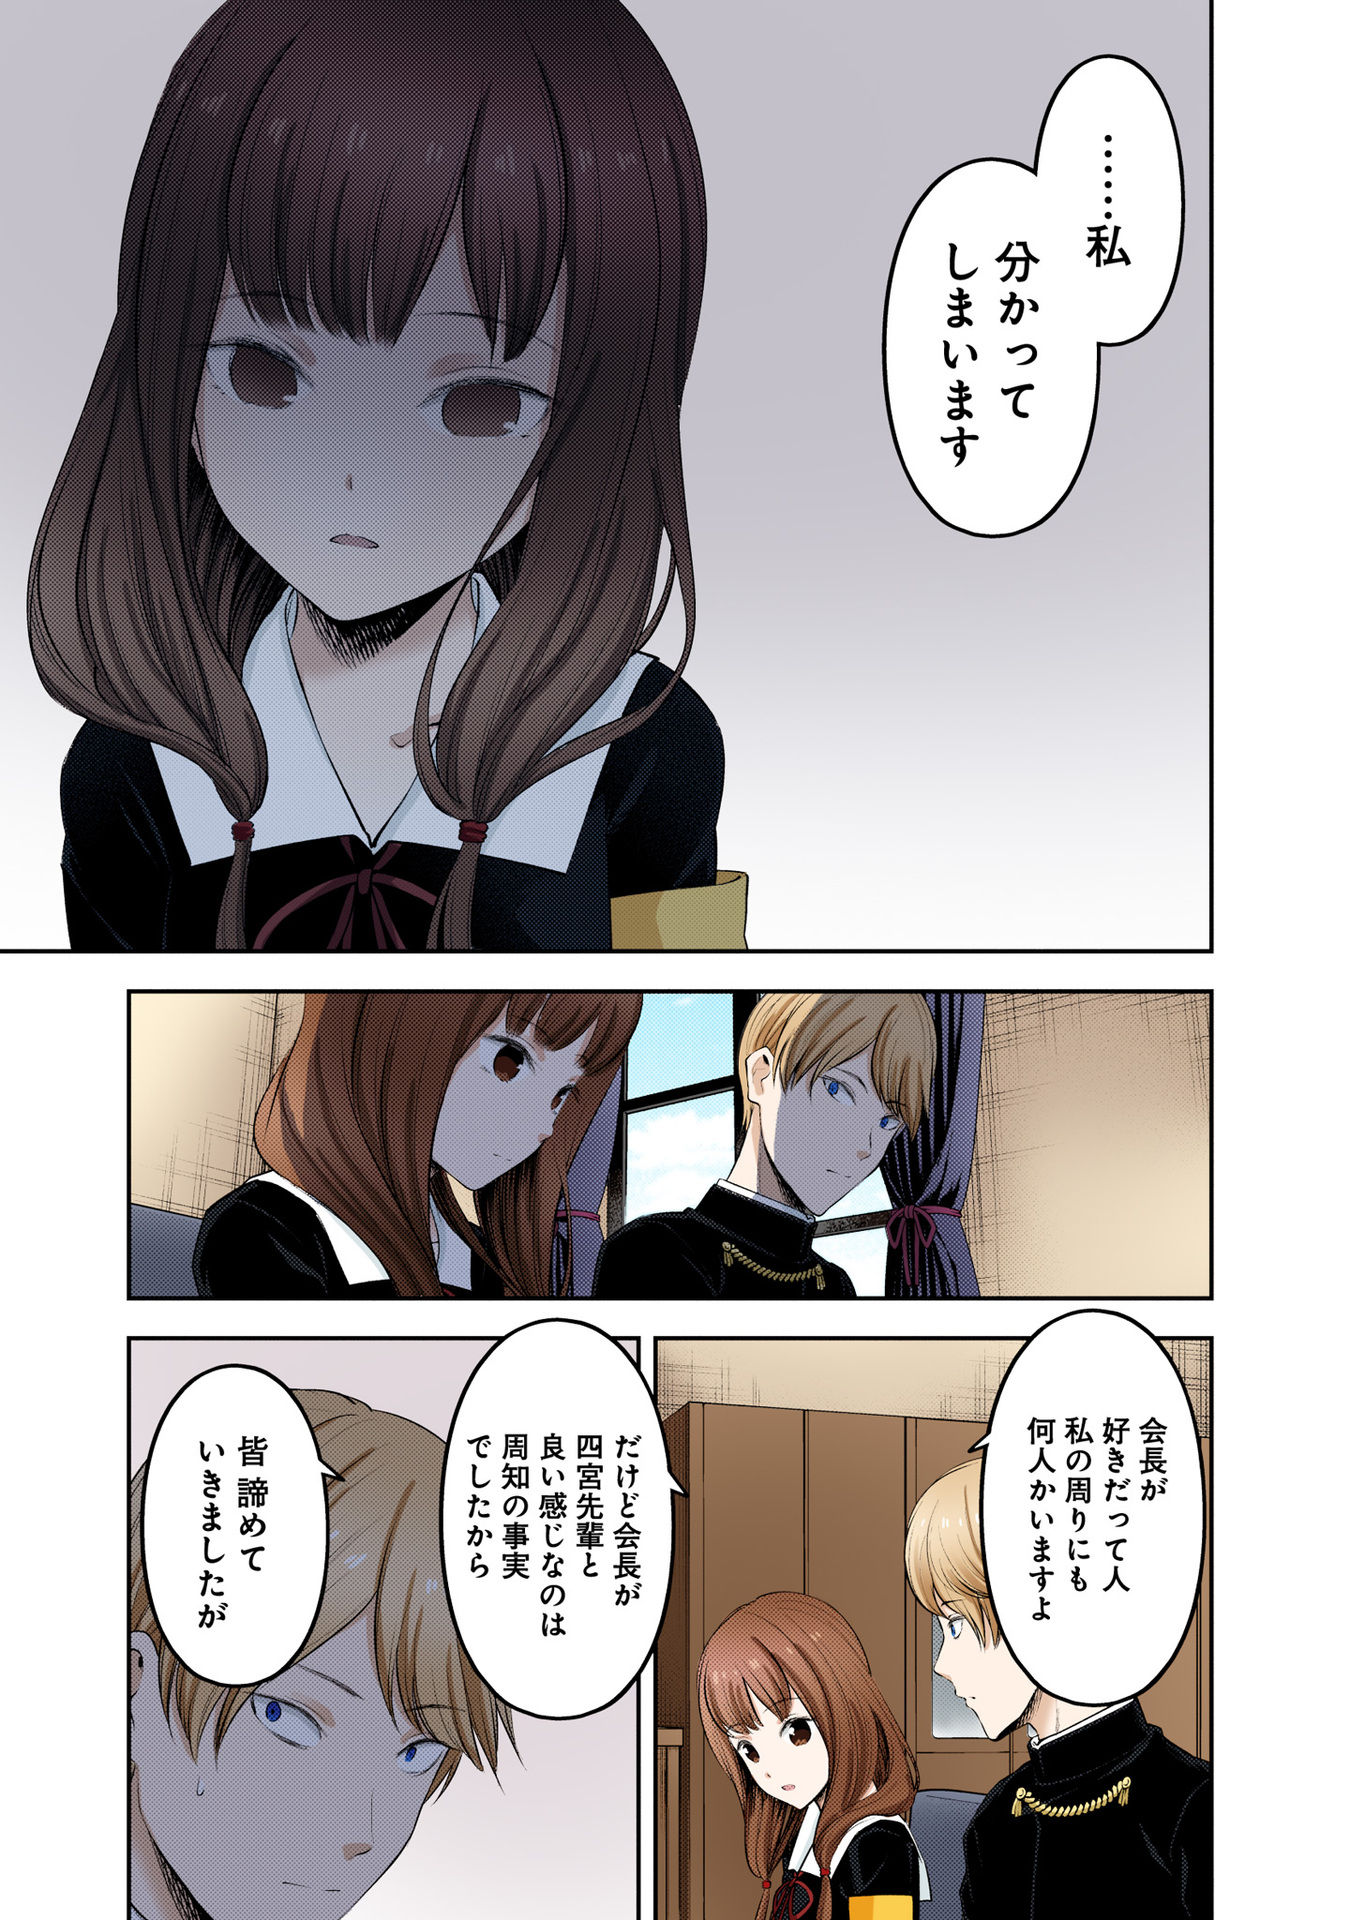 ……私
分かって
しまいます
会長が
好きだって人
私の周りにも
何人かいますよ
だけど会長が
四宮先輩と
良い感じなのは
周知の事実
でしたから
皆諦めて
いきましたが